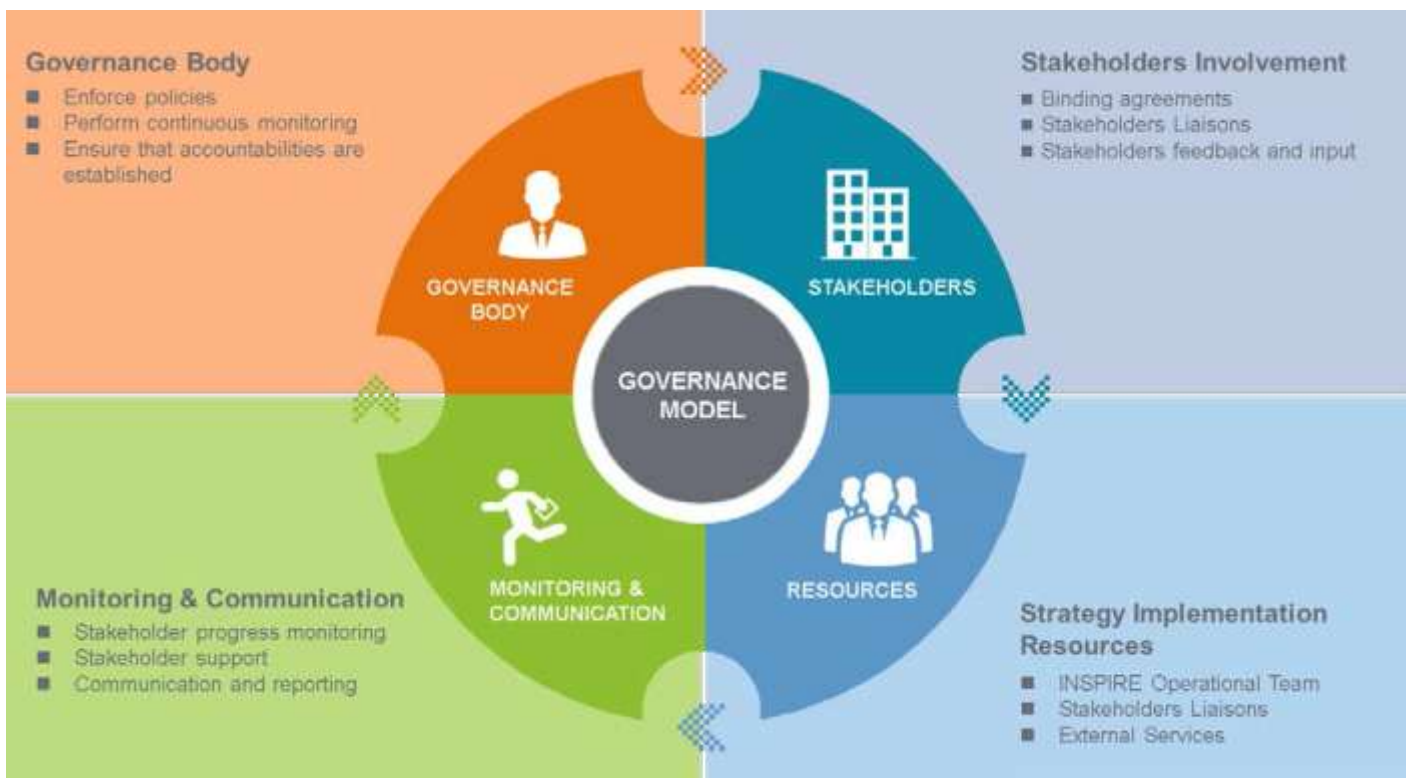 Governance Body
■ Enforce policies
■ Perform continuous monitoring
■ Ensure that accountabilities are
established
Stakeholders Involvement
■ Binding agreements
■ Stakeholders Liaisons
■ Stakeholders feedback and input
GOVERNANCE
BODY
STAKEHOLDERS
GOVERNANCE
MODEL
MONITORING &
COMMUNICATION
RESOURCES
Monitoring & Communication
■ Stakeholder progress monitoring
■ Stakeholder support
■ Communication and reporting
Strategy Implementation
Resources
■ INSPIRE Operational Team
■ Stakeholders Liaisons
■ External Services